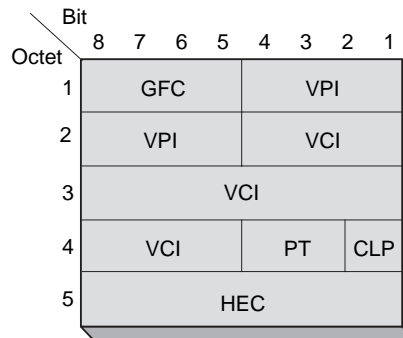 Bit
8 7 6 5 4 3 2 1
Octet
1 GFC VPI
2 VPI VCI
3 VCI
4 VCI PT CLP
5 HEC